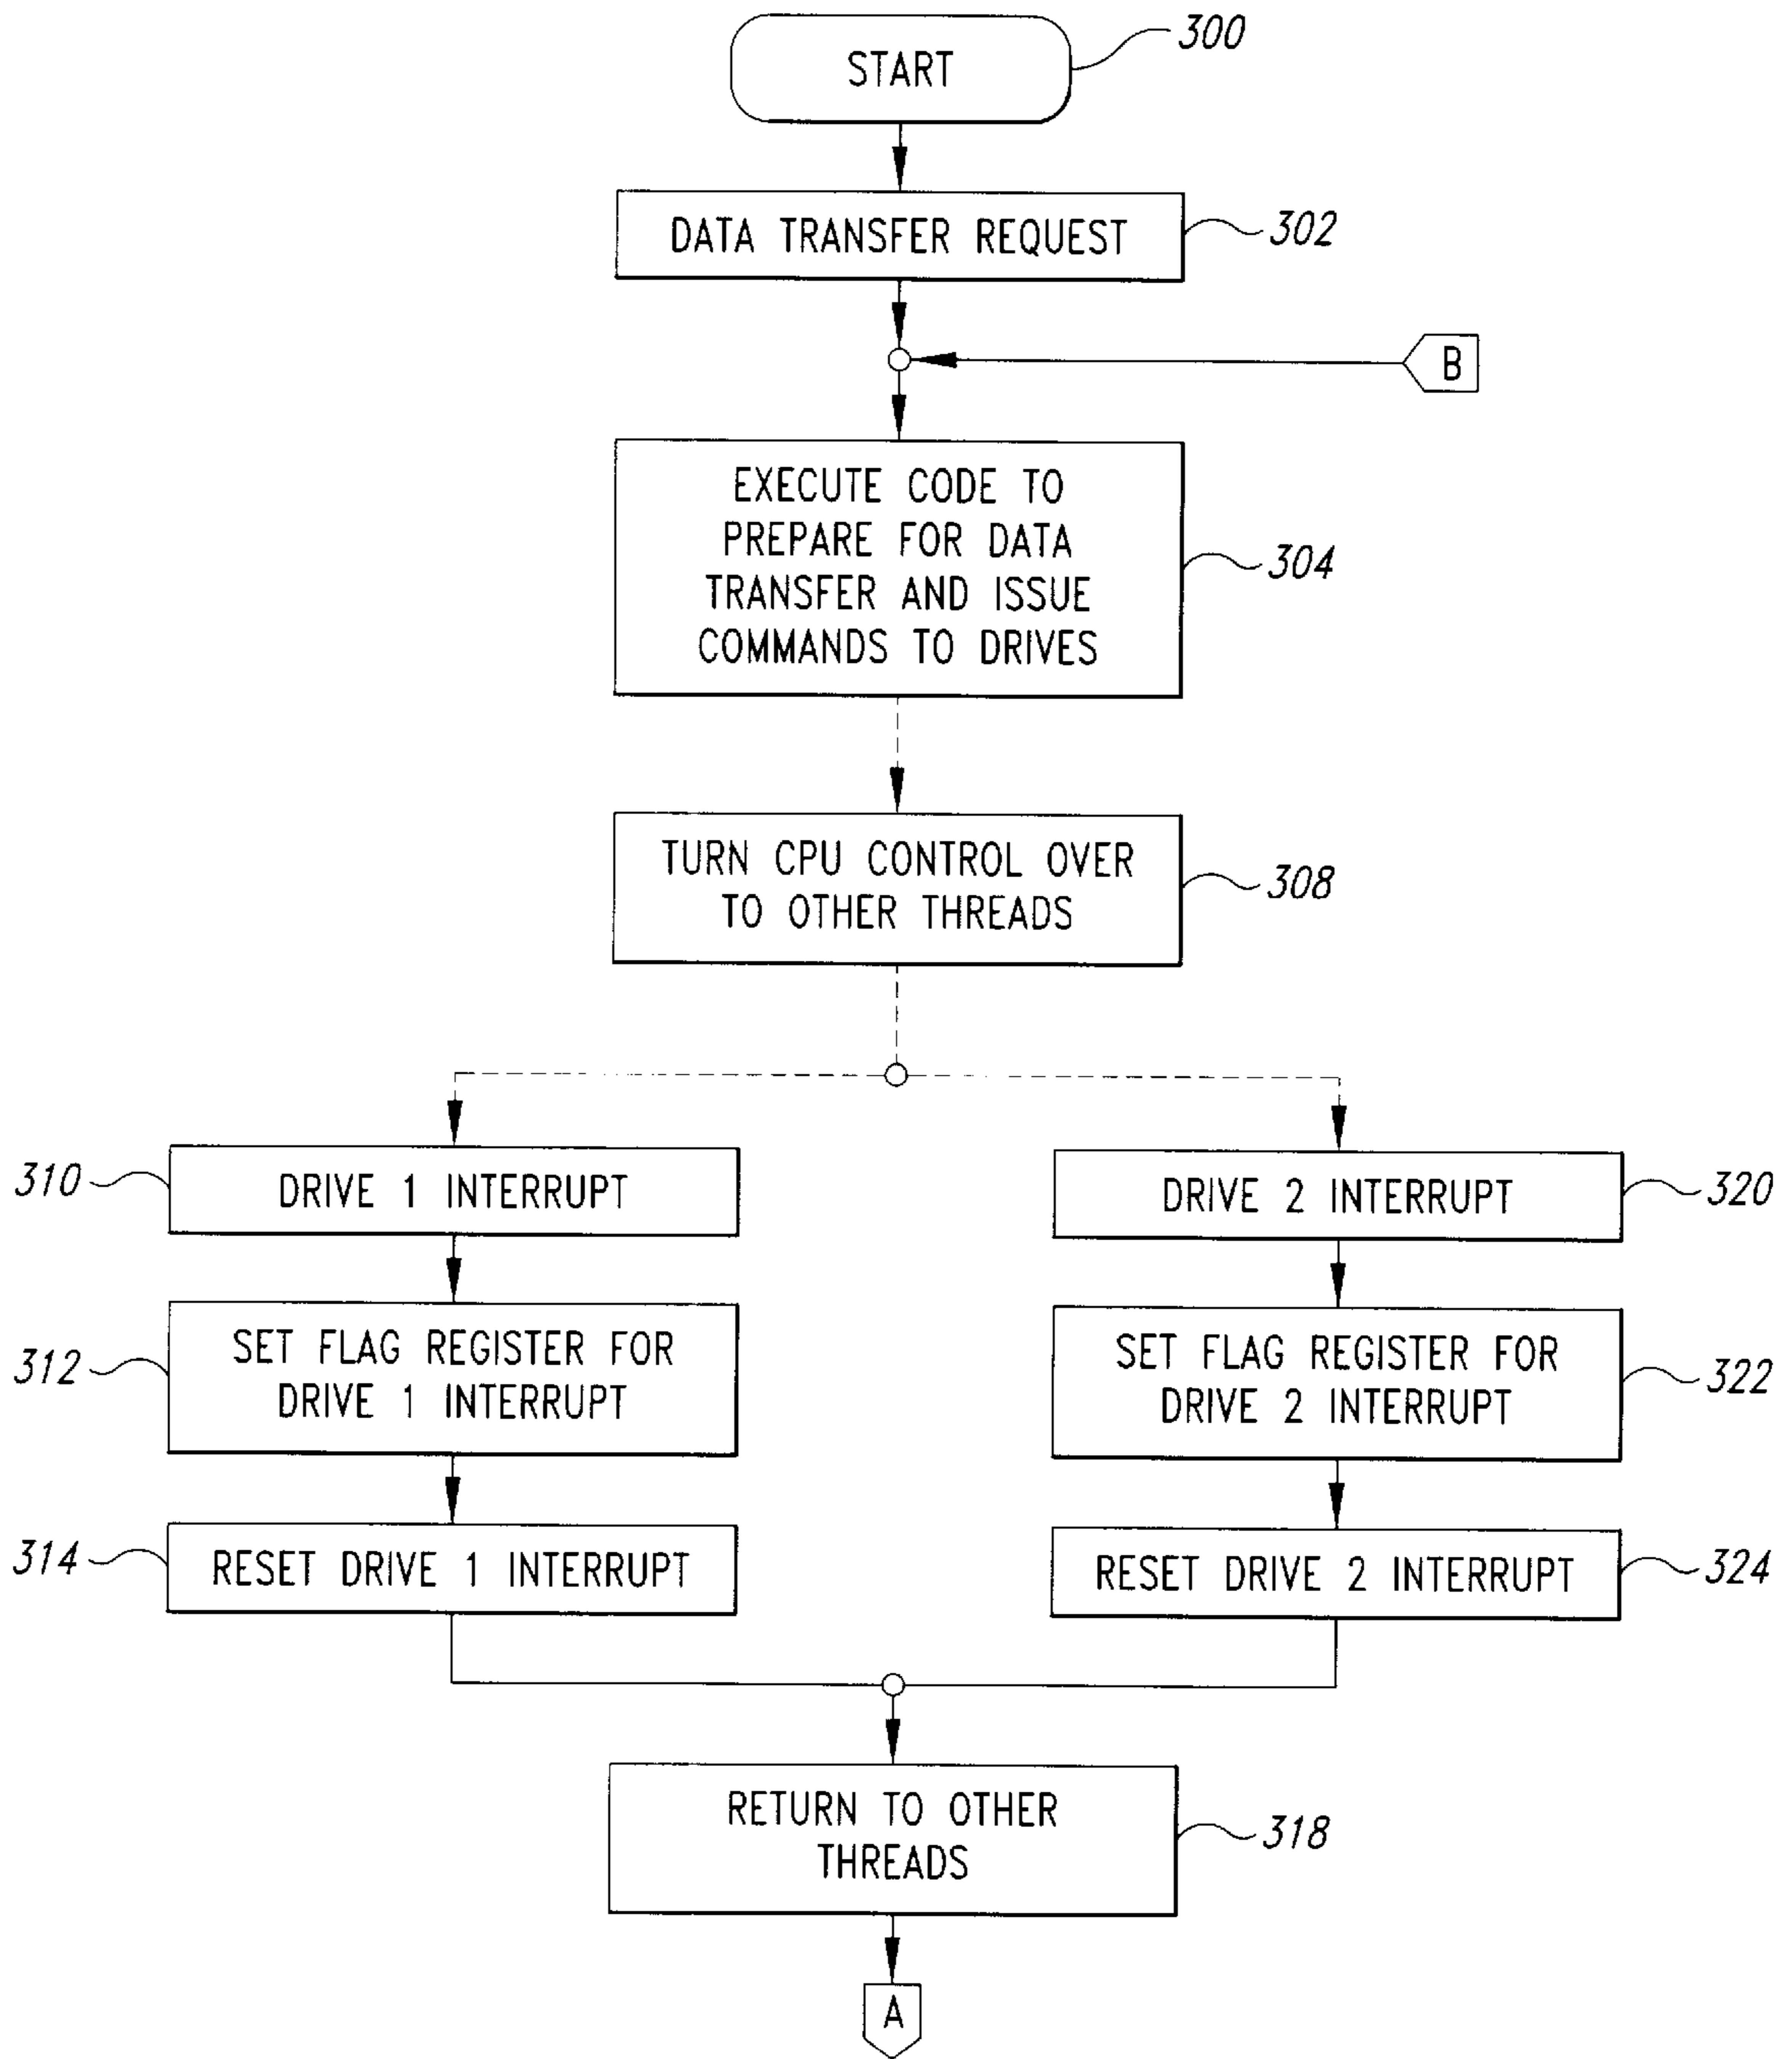 START
300
DATA TRANSFER REQUEST
302
B
EXECUTE CODE TO
PREPARE FOR DATA
TRANSFER AND ISSUE
COMMANDS TO DRIVES
304
TURN CPU CONTROL OVER
TO OTHER THREADS
308
310
DRIVE 1 INTERRUPT
DRIVE 2 INTERRUPT
320
312
SET FLAG REGISTER FOR
DRIVE 1 INTERRUPT
SET FLAG REGISTER FOR
DRIVE 2 INTERRUPT
322
314
RESET DRIVE 1 INTERRUPT
RESET DRIVE 2 INTERRUPT
324
RETURN TO OTHER
THREADS
318
A